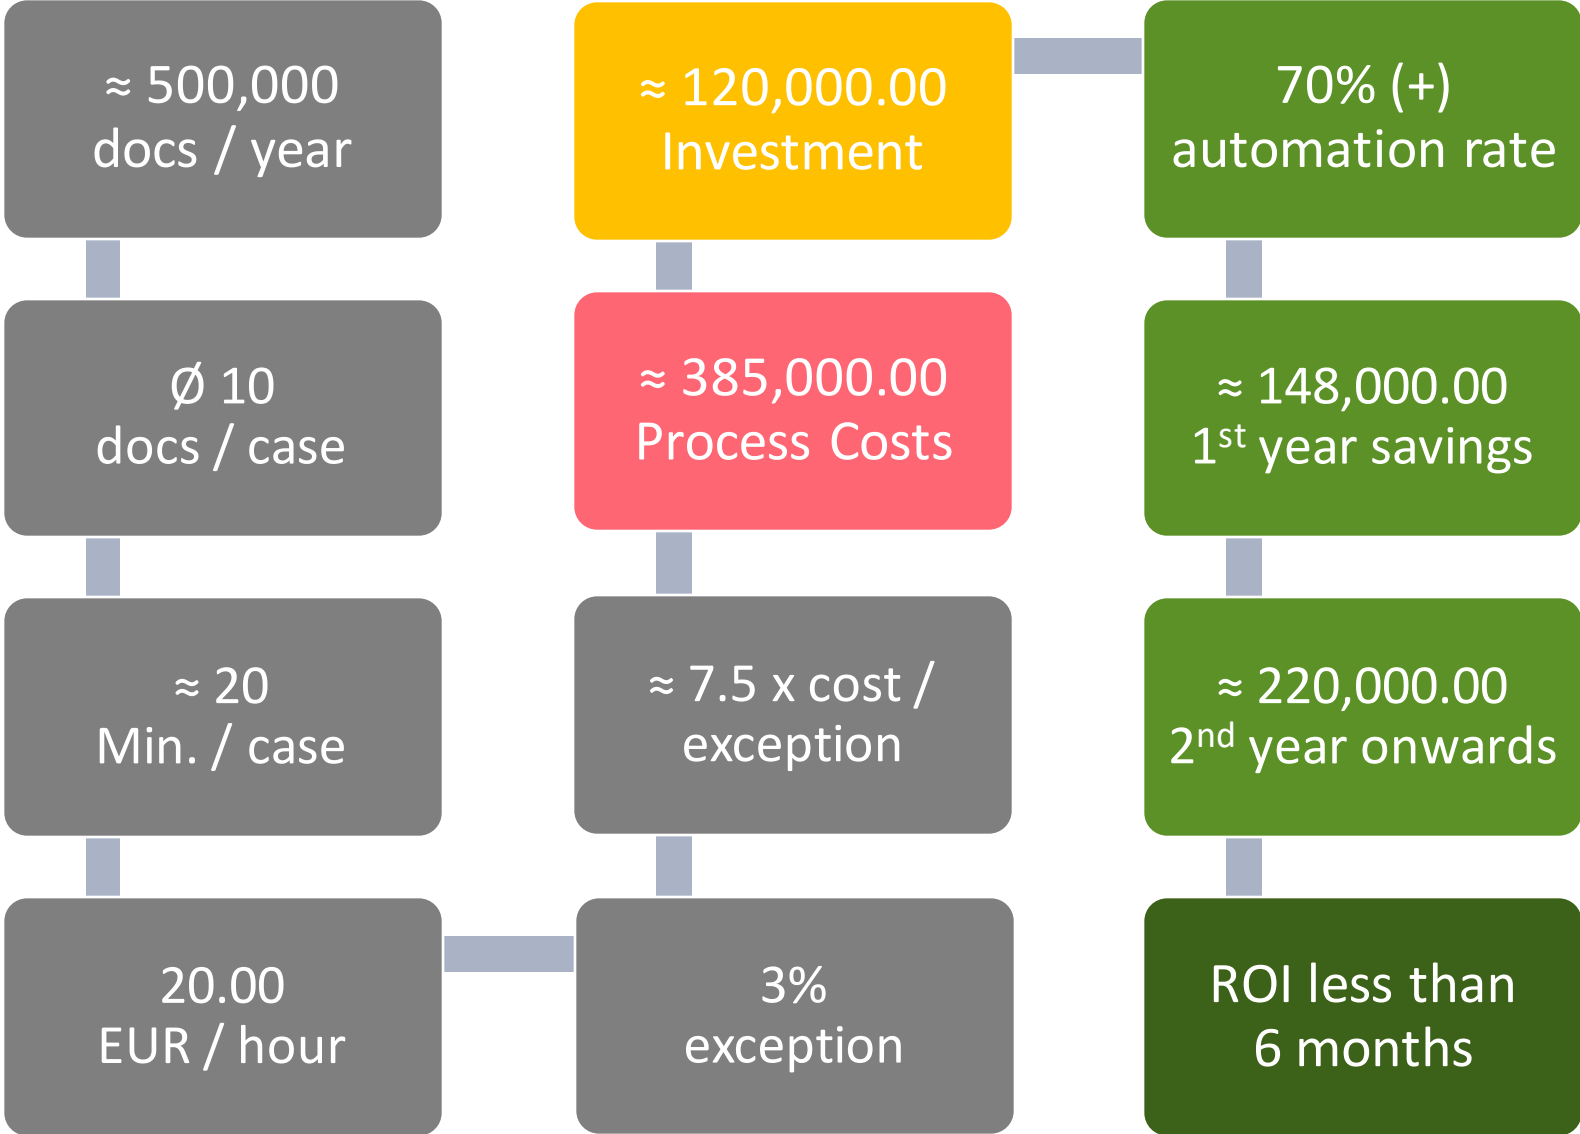 ≈ 500,000
docs / year
Ø 10
docs / case
≈ 20
Min. / case
20.00
EUR / hour
3%
exception
≈ 7.5 x cost /
exception
≈ 385,000.00
Process Costs
≈ 120,000.00
Investment
70% (+)
automation rate
≈ 148,000.00
1st year savings
≈ 220,000.00
2nd year onwards
ROI less than
6 months